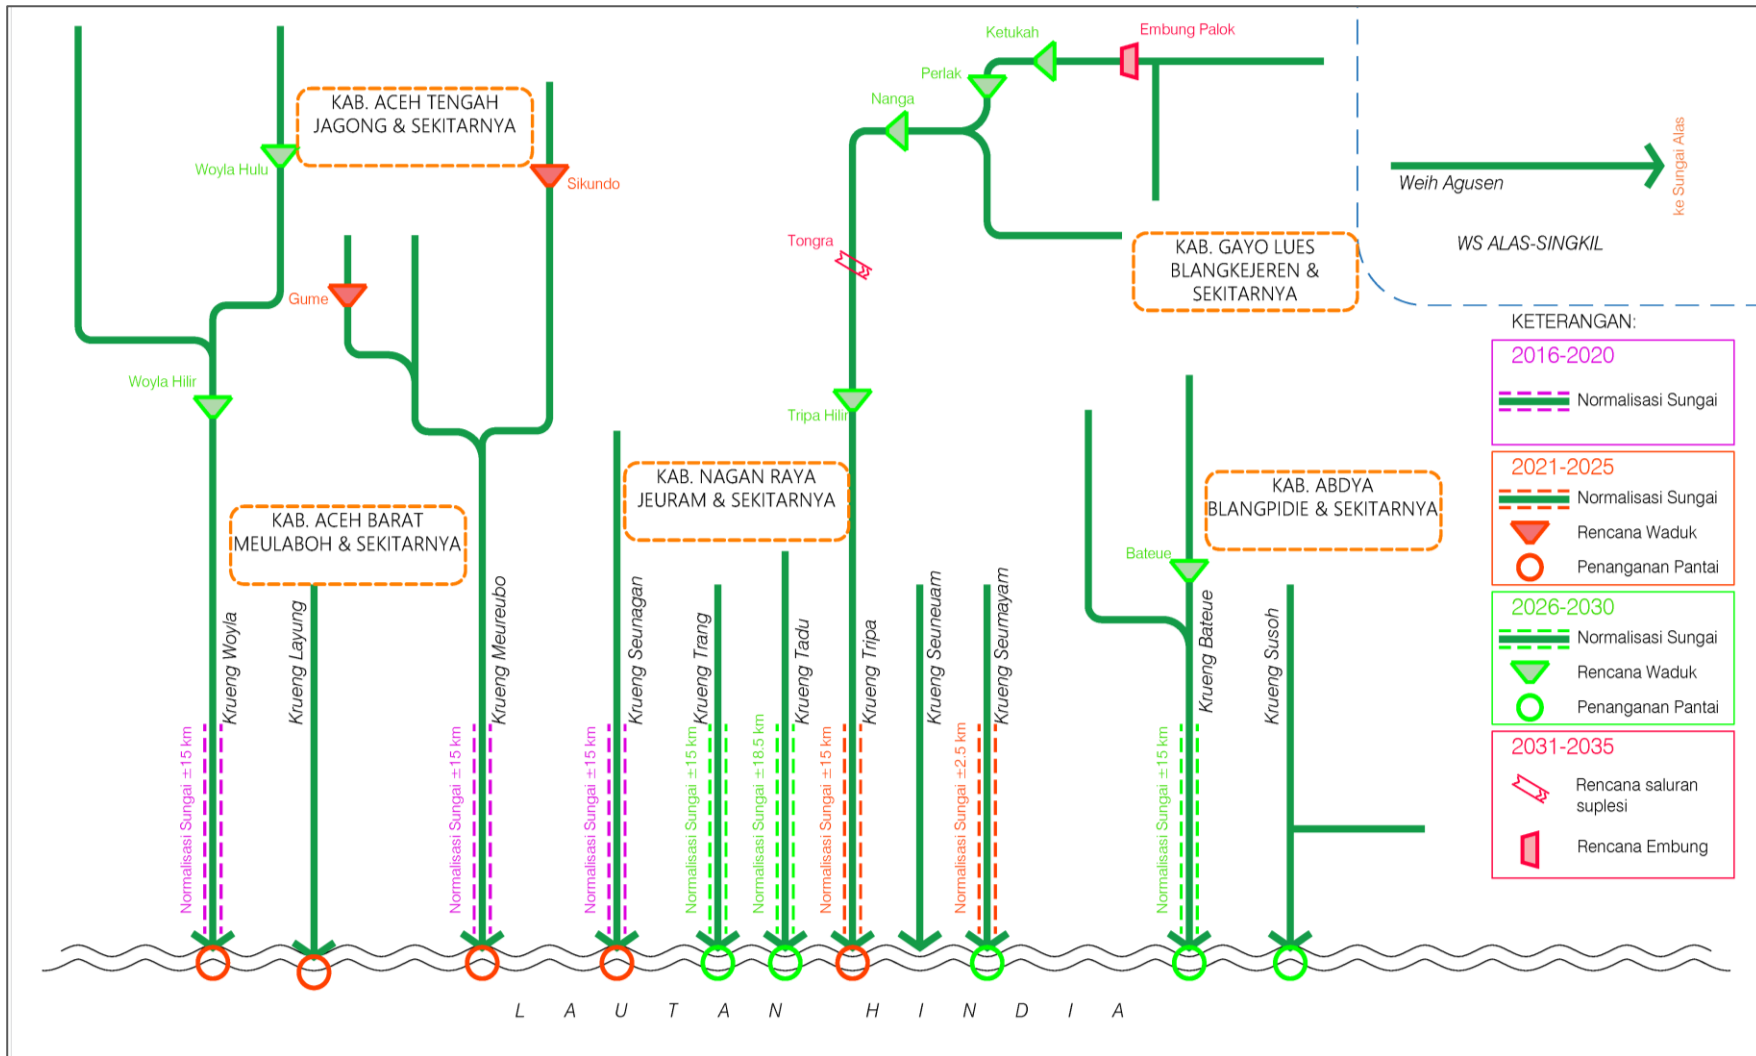 Ketukah
Embung Palok
Perlak
Nanga
KAB. ACEH TENGAH
JAGONG & SEKITARNYA
Woyla Hulu
Sikundo
Weih Agusen
ke Sungai Alas
WS ALAS-SINGKIL
Tongra
KAB. GAYO LUES
BLANGKEJEREN &
SEKITARNYA
Gume
Woyla Hilir
Tripa Hilir
KAB. NAGAN RAYA
JEURAM & SEKITARNYA
KAB. ABDYA
BLANGPIDIE & SEKITARNYA
KAB. ACEH BARAT
MEULABOH & SEKITARNYA
Bateue
Krueng Woyla
Krueng Layung
Krueng Meureubo
Krueng Seunagan
Krueng Trang
Krueng Tadu
Krueng Tripa
Krueng Seuneuam
Krueng Seumayam
Krueng Bateue
Krueng Susoh
Normalisasi Sungai ±15 km
Normalisasi Sungai ±15 km
Normalisasi Sungai ±15 km
Normalisasi Sungai ±15 km
Normalisasi Sungai ±18.5 km
Normalisasi Sungai ±15 km
Normalisasi Sungai ±2.5 km
Normalisasi Sungai ±15 km
LAUTAN HINDIA
KETERANGAN:
2016-2020
Normalisasi Sungai
2021-2025
Normalisasi Sungai
Rencana Waduk
Penanganan Pantai
2026-2030
Normalisasi Sungai
Rencana Waduk
Penanganan Pantai
2031-2035
Rencana saluran
suplesi
Rencana Embung